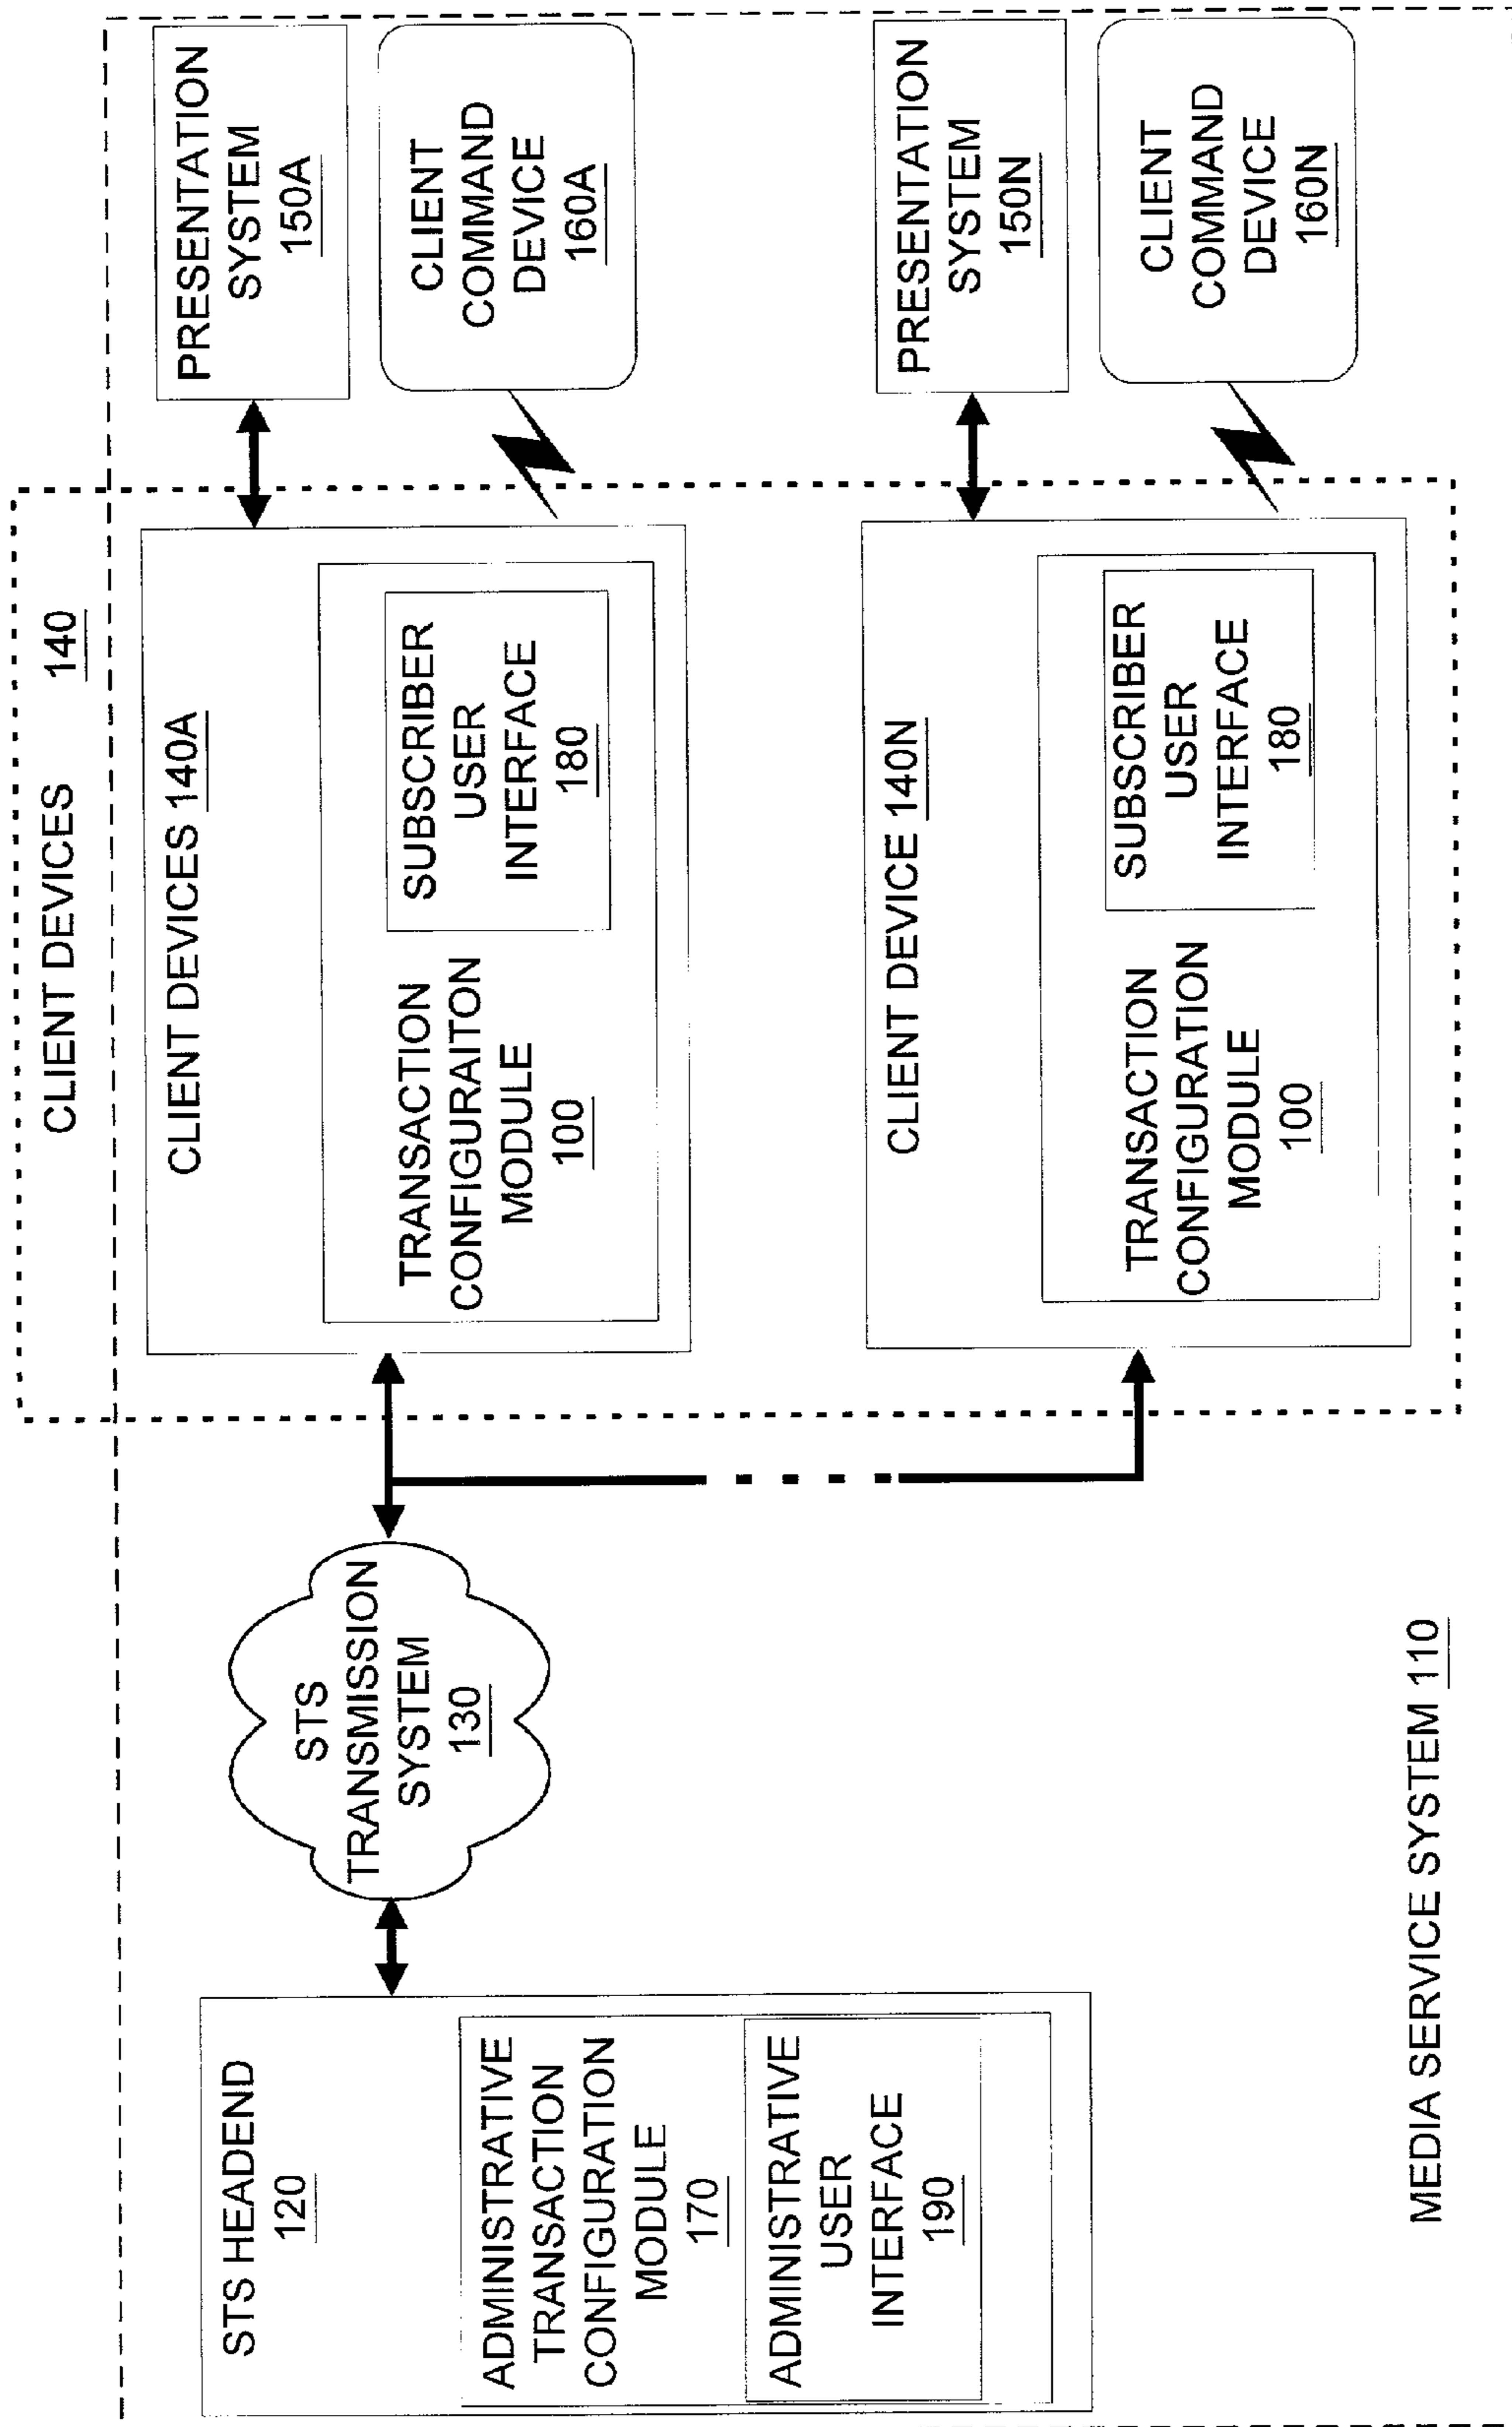 CLIENT DEVICES 140
STS HEADEND
120
ADMINISTRATIVE
TRANSACTION
CONFIGURATION
MODULE
170
ADMINISTRATIVE
USER
INTERFACE
190
STS
TRANSMISSION
SYSTEM
130
CLIENT DEVICES 140A
TRANSACTION
CONFIGURAITON
MODULE
100
SUBSCRIBER
USER
INTERFACE
180
PRESENTATION
SYSTEM
150A
CLIENT
COMMAND
DEVICE
160A
CLIENT DEVICE 140N
TRANSACTION
CONFIGURATION
MODULE
100
SUBSCRIBER
USER
INTERFACE
180
PRESENTATION
SYSTEM
150N
CLIENT
COMMAND
DEVICE
160N
MEDIA SERVICE SYSTEM 110